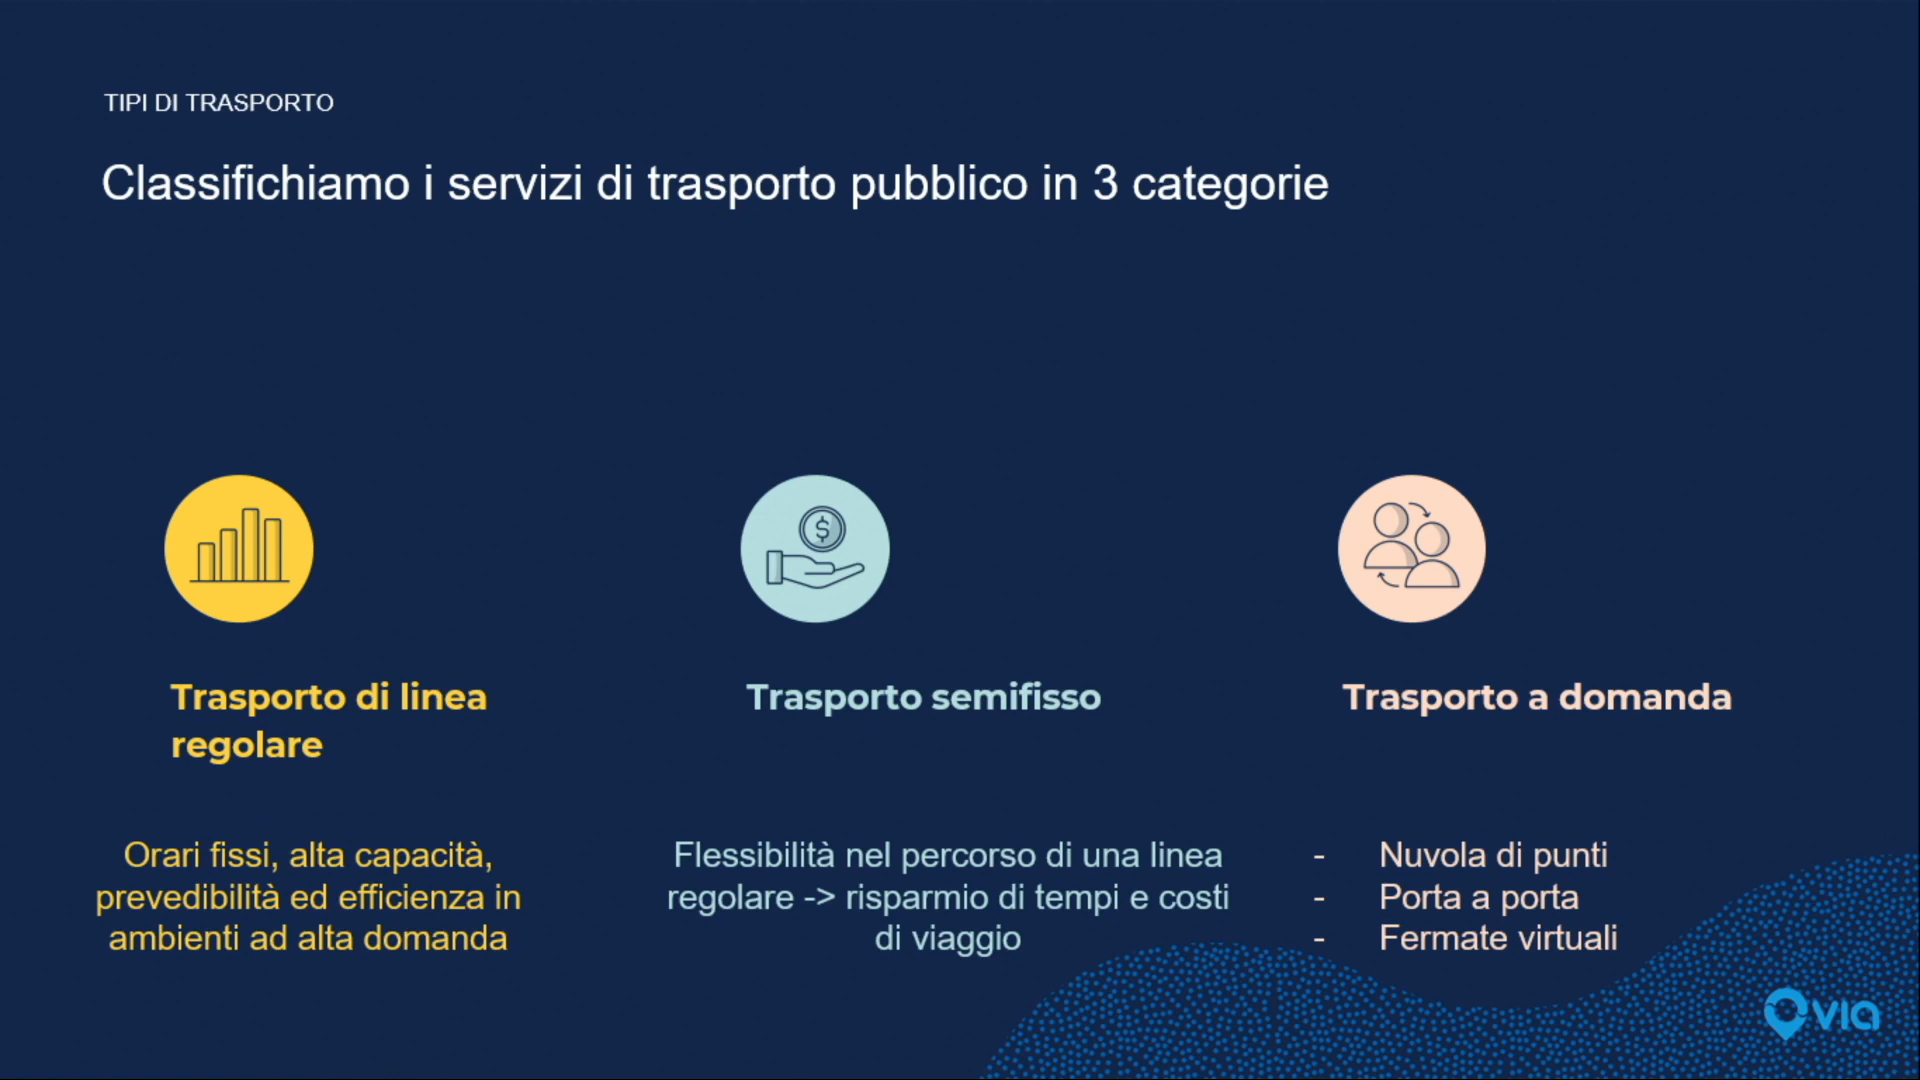 TIPI DI TRASPORTO
Classifichiamo i servizi di trasporto pubblico in 3 categorie
$
Trasporto di linea
regolare
Orari fissi, alta capacità,
prevedibilità ed efficienza in
ambienti ad alta domanda
Trasporto semifisso
Flessibilità nel percorso di una linea
regolare -> risparmio di tempi e costi
di viaggio
Trasporto a domanda
- Nuvola di punti
- Porta a porta
- Fermate virtuali
via